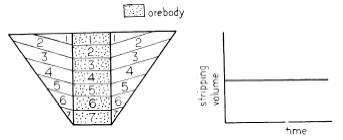 orebody
1 1 1
2 2 2
3 3 3
4 4 4
5 5 5
6 6 6
7 7 7
stripping
volume
time